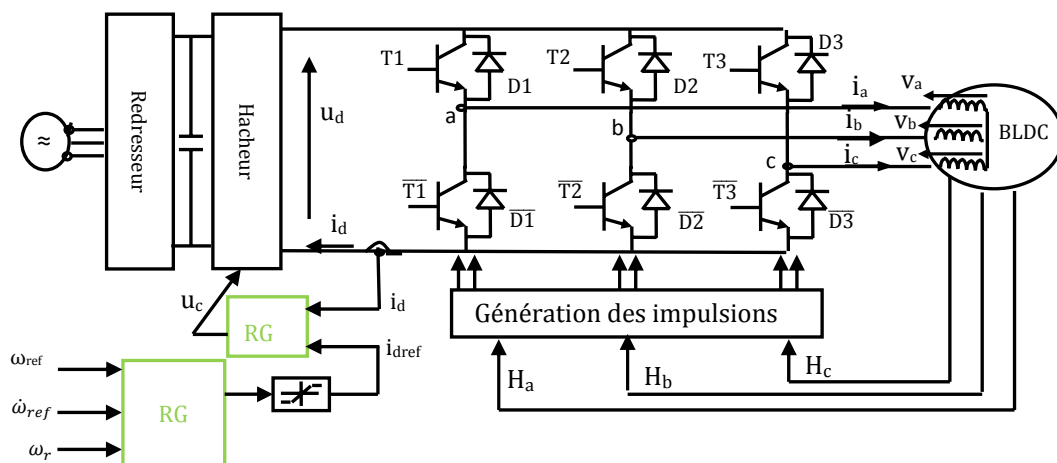 Redresseur
Hacheur
≈
u_d
i_d
T1
D1
T2
D2
T3
D3
a
b
c
i_a
i_b
i_c
v_a
v_b
v_c
BLDC
T̅1̅
D̅1̅
T̅2̅
D̅2̅
T̅3̅
D̅3̅
u_c
RG
i_d
i_dref
Génération des impulsions
H_a
H_b
H_c
ω_ref
ω̇_ref
ω_r
RG